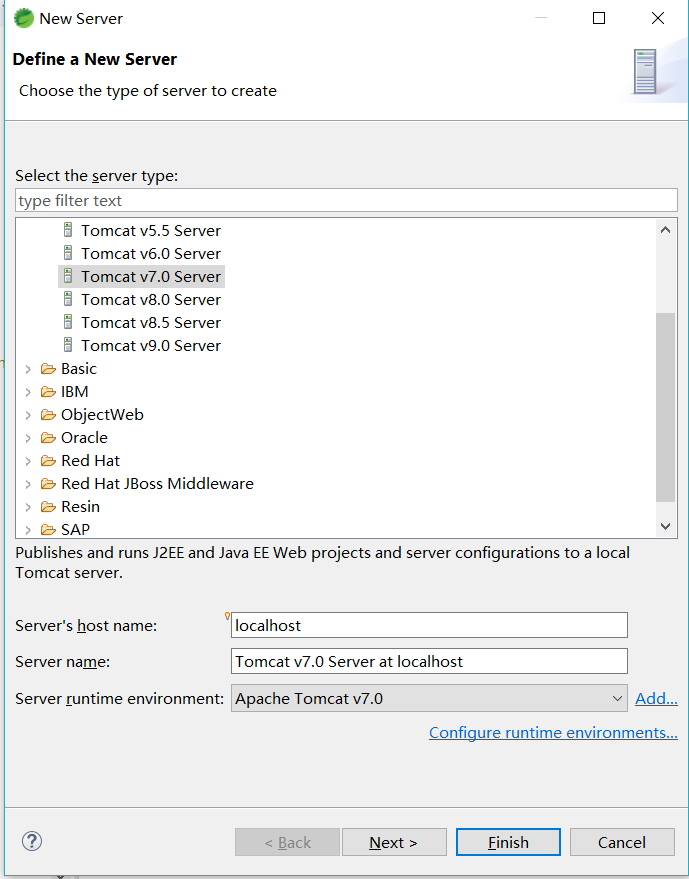 New Server
Define a New Server
Choose the type of server to create
Select the server type:
type filter text
Tomcat v5.5 Server
Tomcat v6.0 Server
Tomcat v7.0 Server
Tomcat v8.0 Server
Tomcat v8.5 Server
Tomcat v9.0 Server
Basic
IBM
ObjectWeb
Oracle
Red Hat
Red Hat JBoss Middleware
Resin
SAP
Publishes and runs J2EE and Java EE Web projects and server configurations to a local
Tomcat server.
Server's host name: localhost
Server name: Tomcat v7.0 Server at localhost
Server runtime environment: Apache Tomcat v7.0 Add...
Configure runtime environments...
? < Back Next > Finish Cancel